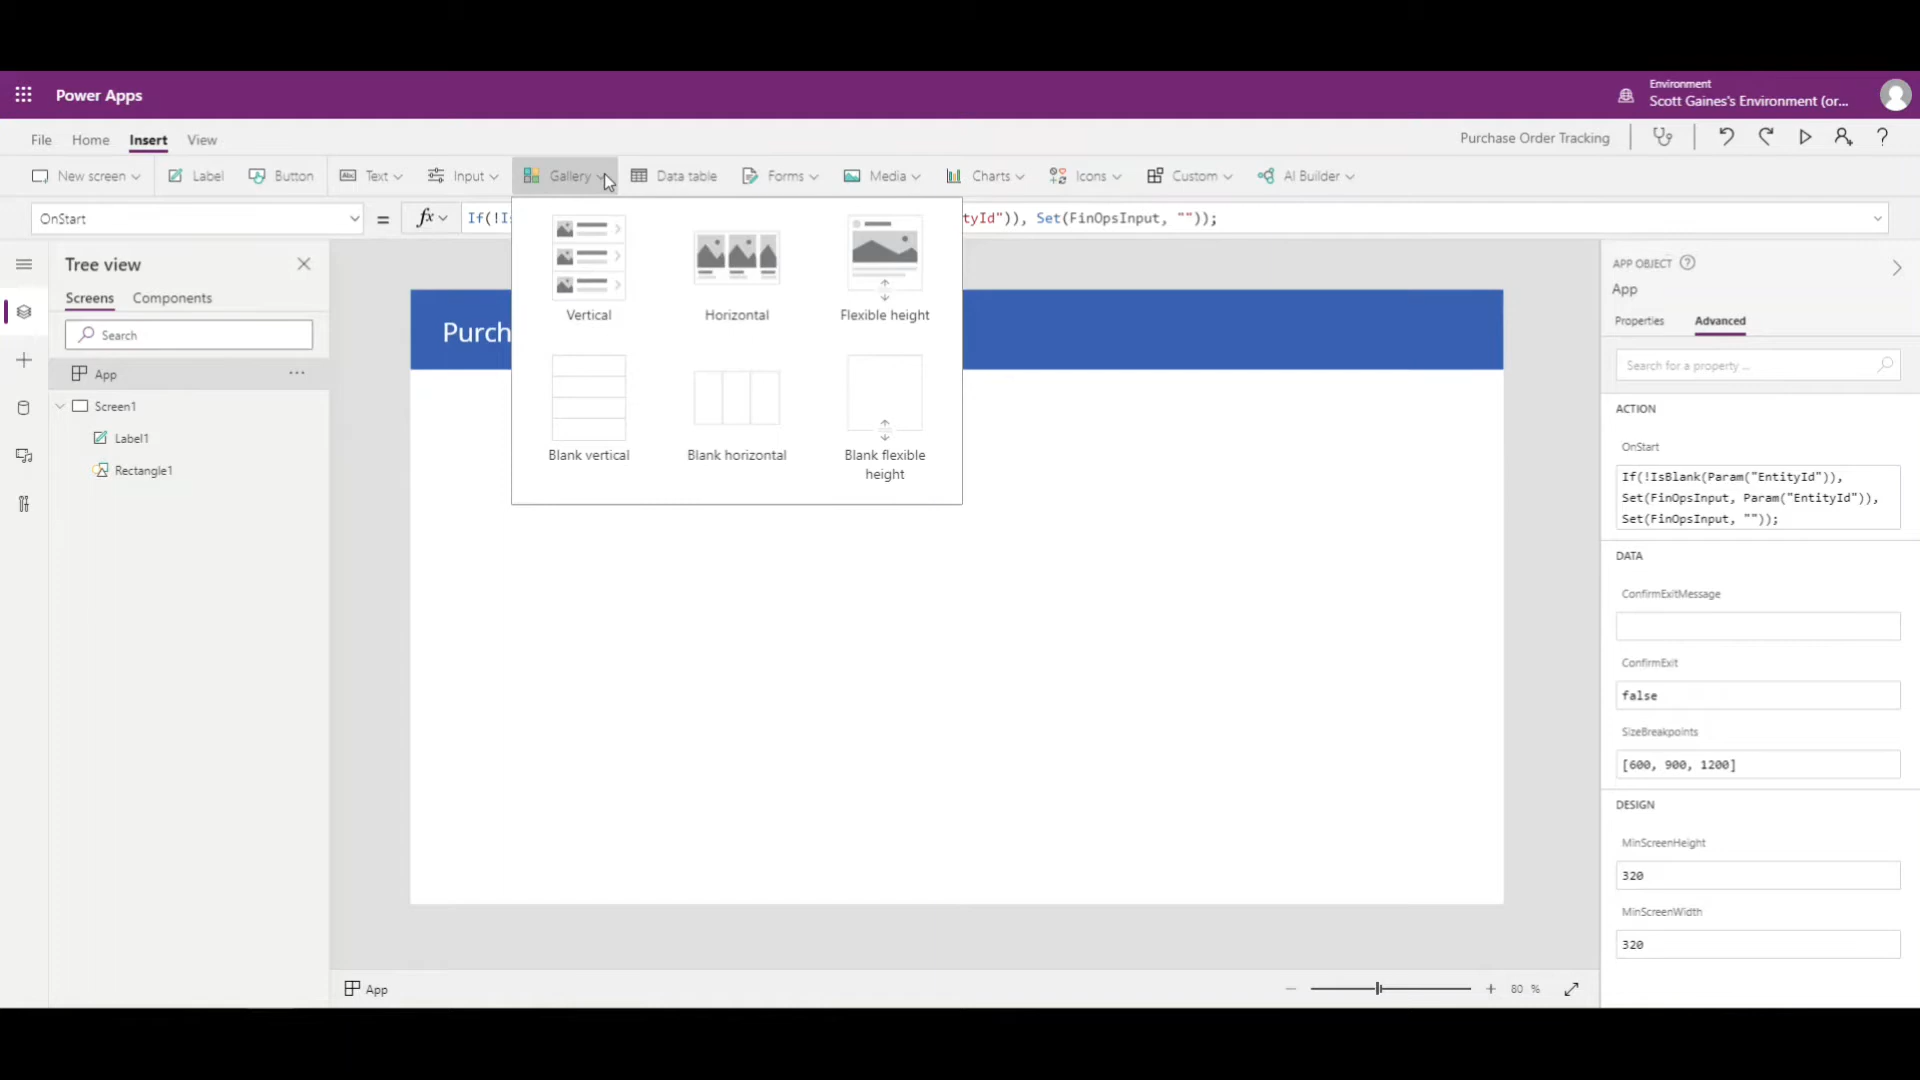 Power Apps
Environment
Scott Gaines's Environment (or...
File Home Insert View
Purchase Order Tracking
New screen Label Button Text Input Gallery Data table Forms Media Charts Icons Custom AI Builder
OnStart = fx If(!Is tyId")), Set(FinOpsInput, ""));
Tree view
Screens Components
Search
App
Screen1
Label1
Rectangle1
Vertical Horizontal Flexible height
Blank vertical Blank horizontal Blank flexible
height
Purch
APP OBJECT
App
Properties Advanced
Search for a property ...
ACTION
OnStart
If(!IsBlank(Param("EntityId")),
Set(FinOpsInput, Param("EntityId")),
Set(FinOpsInput, ""));
DATA
ConfirmExitMessage
ConfirmExit
false
SizeBreakpoints
[600, 900, 1200]
DESIGN
MinScreenHeight
320
MinScreenWidth
320
App
80 %